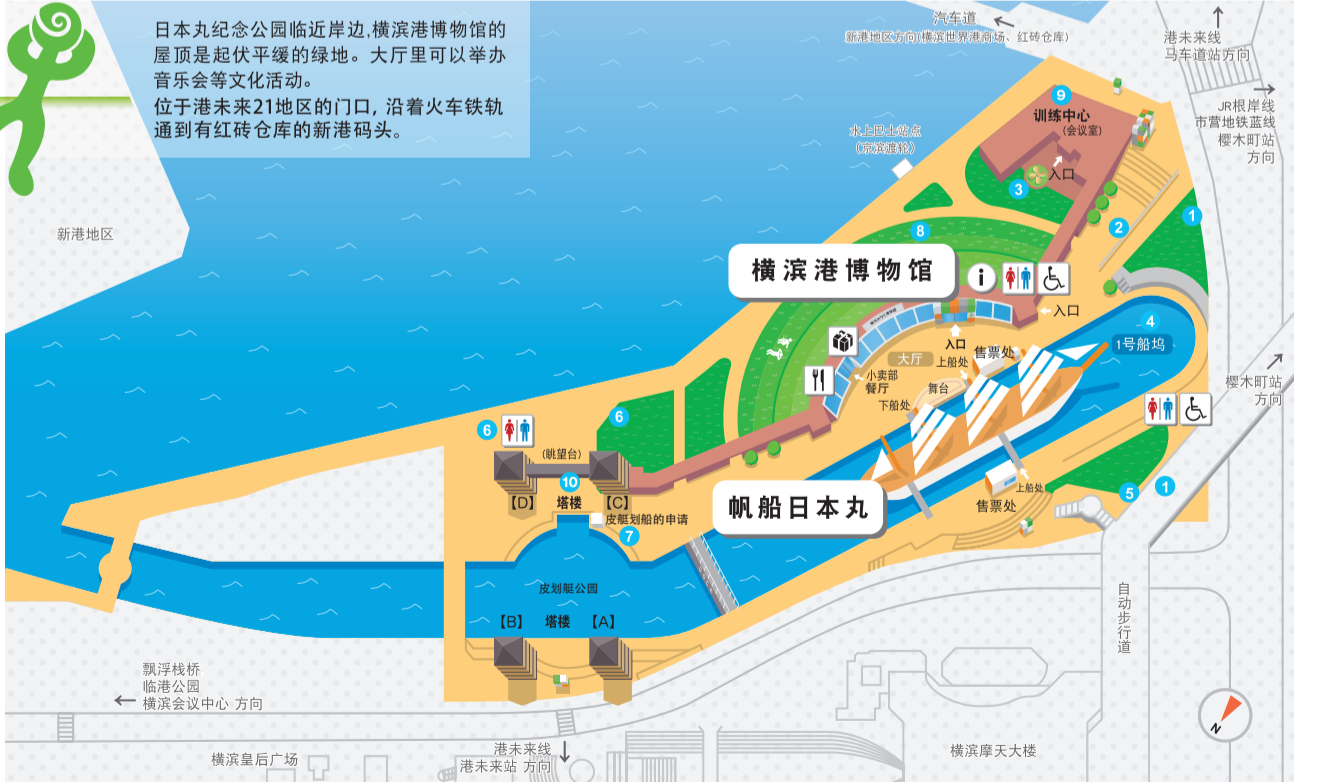 日本丸纪念公园临近岸边,横滨港博物馆的
屋顶是起伏平缓的绿地。大厅里可以举办
音乐会等文化活动。
位于港未来21地区的门口, 沿着火车铁轨
通到有红砖仓库的新港码头。
汽车道
新港地区方向(横滨世界港商场、红砖仓库)
港未来线
马车道站方向
JR根岸线
市营地铁蓝线
樱木町站
方向
水上巴士站点
(京滨渡轮)
9
训练中心
(会议室)
3
入口
新港地区
8
2
1
横滨港博物馆
i
入口
4
1号船坞
入口
大厅
上船处
售票处
小卖部
餐厅
舞台
下船处
樱木町站
方向
6
6
(眺望台)
10
【D】
塔楼
【C】
皮艇划船的申请
7
帆船日本丸
上船处
售票处
5
1
皮划艇公园
【B】
塔楼
【A】
自动步行道
飘浮栈桥
临港公园
横滨会议中心 方向
横滨皇后广场
港未来线
港未来站 方向
横滨摩天大楼
N